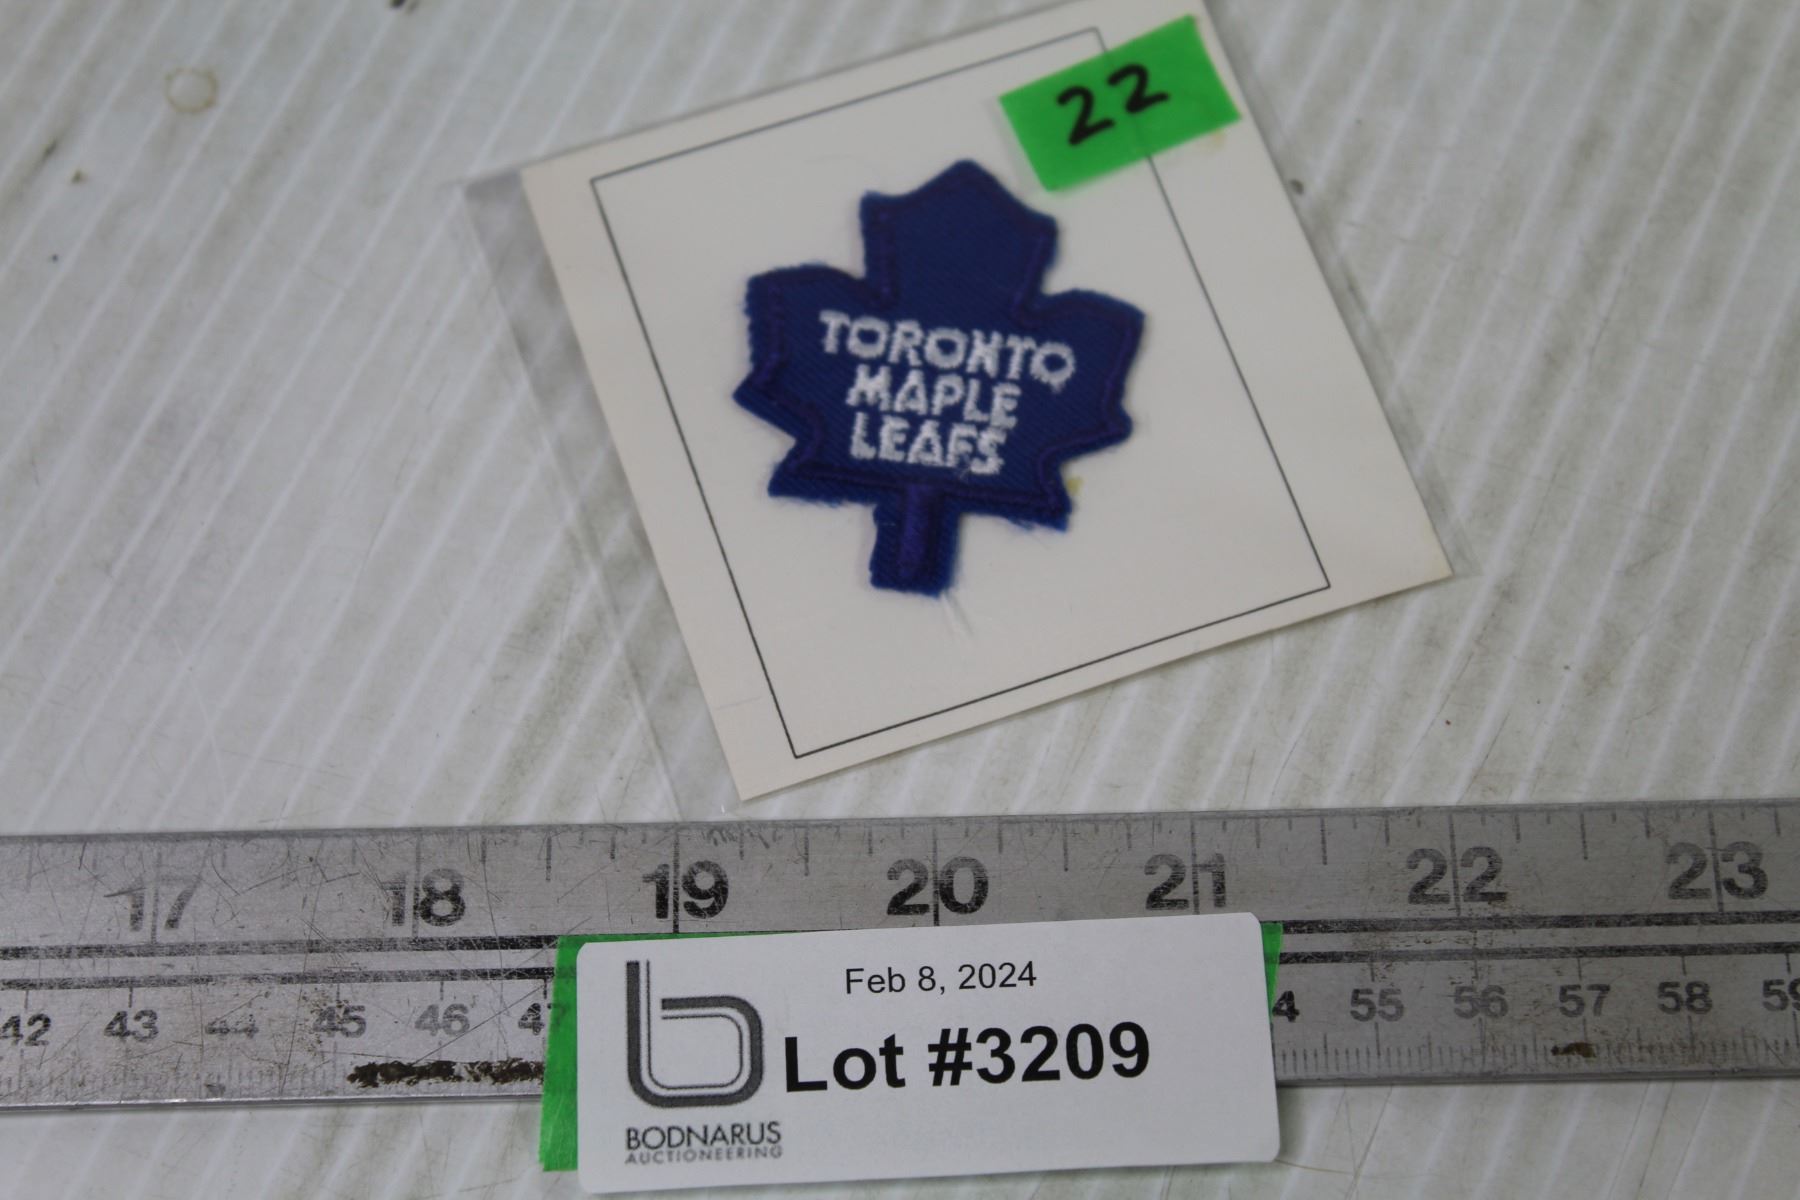 22
TORONTO
MAPLE
LEAFS
17 18 19 20 21 22 23
Feb 8, 2024
Lot #3209
BODNARUS
AUCTIONEERING
42 43 44 45 46 47 4 55 56 57 58 59